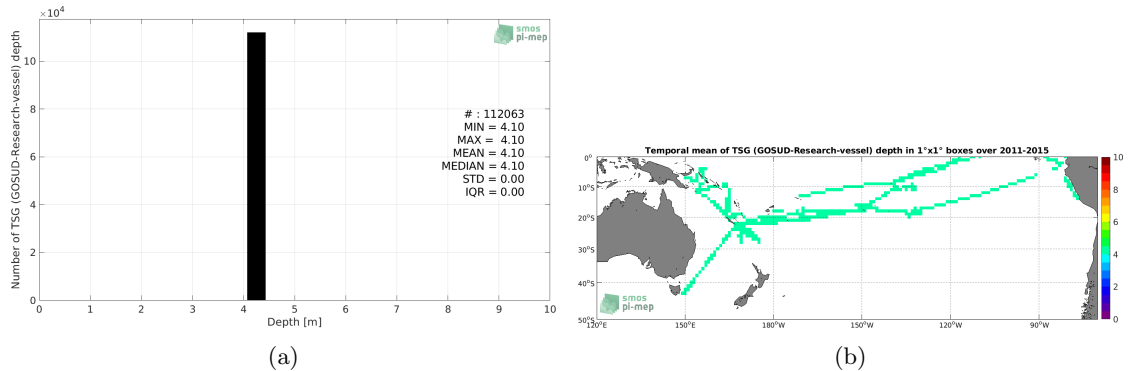 ×10⁴
10
8
6
4
2
0
Number of TSG (GOSUD-Research-vessel) depth
smos
pi-mep
# : 112063
MIN = 4.10
MAX = 4.10
MEAN = 4.10
MEDIAN = 4.10
STD = 0.00
IQR = 0.00
0 1 2 3 4 5 6 7 8 9 10
Depth [m]
(a)
Temporal mean of TSG (GOSUD-Research-vessel) depth in 1°x1° boxes over 2011-2015
0°
10°S
20°S
30°S
40°S
50°S
smos
pi-mep
120°E 150°E 180°W 150°W 120°W 90°W
10
8
6
4
2
0
(b)